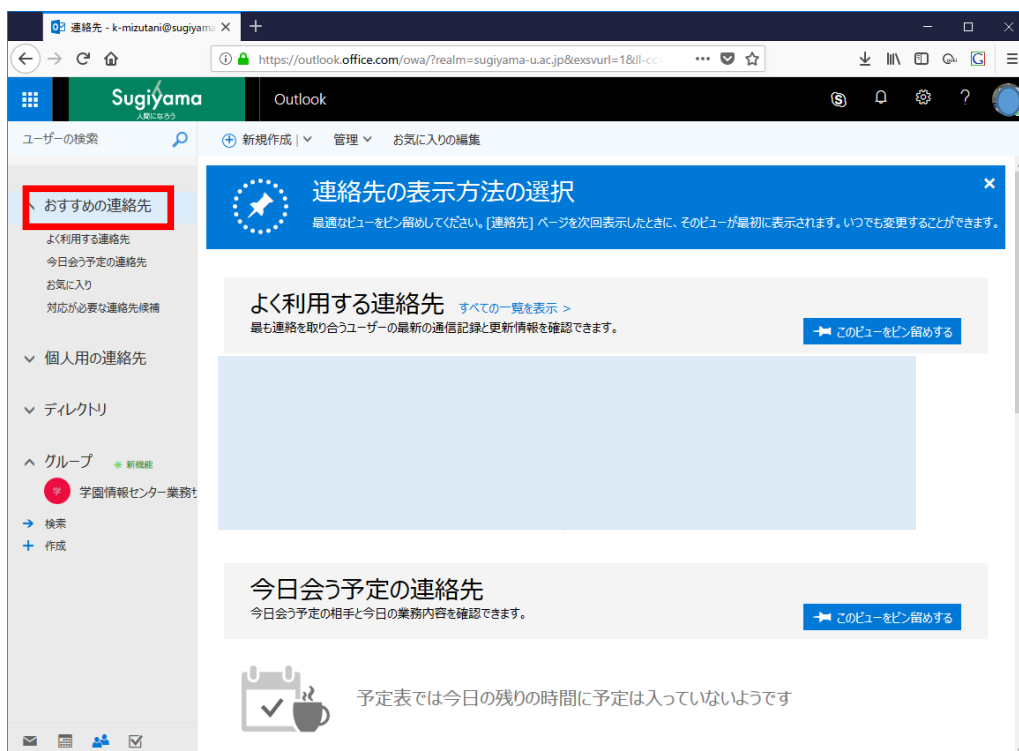 連絡先 - k-mizutani@sugiyama
https://outlook.office.com/owa/?realm=sugiyama-u.ac.jp&exsvurl=1&ll-cc
Sugiyama
人間になろう
Outlook
ユーザーの検索
新規作成
管理
お気に入りの編集
おすすめの連絡先
よく利用する連絡先
今日会う予定の連絡先
お気に入り
対応が必要な連絡先候補
個人用の連絡先
ディレクトリ
グループ
新機能
学
学園情報センター業務サ
検索
作成
連絡先の表示方法の選択
最適なビューをピン留めしてください。[連絡先] ページを次回表示したときに、そのビューが最初に表示されます。いつでも変更することができます。
よく利用する連絡先 すべての一覧を表示 >
最も連絡を取り合うユーザーの最新の通信記録と更新情報を確認できます。
このビューをピン留めする
今日会う予定の連絡先
今日会う予定の相手と今日の業務内容を確認できます。
このビューをピン留めする
予定表では今日の残りの時間に予定は入っていないようです